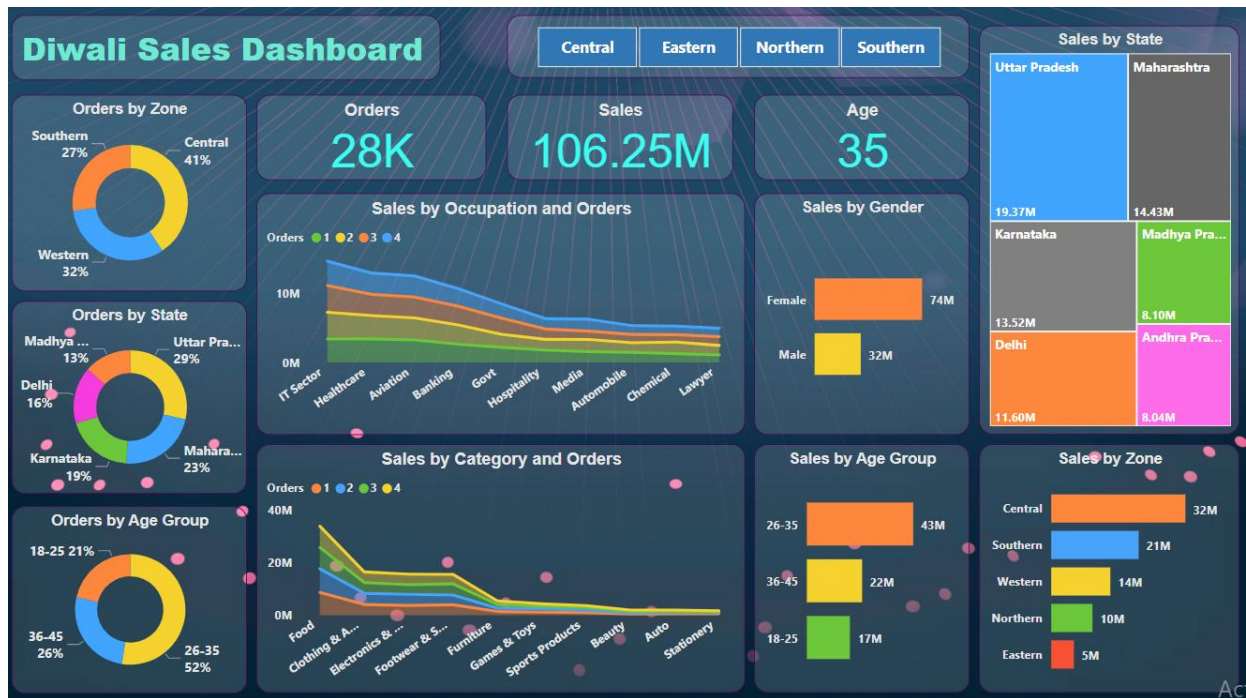 Diwali Sales Dashboard
Central
Eastern
Northern
Southern
Orders by Zone
Southern
27%
Central
41%
Western
32%
Orders
28K
Sales
106.25M
Age
35
Sales by State
Uttar Pradesh
19.37M
Maharashtra
14.43M
Karnataka
13.52M
Madhya Pra...
8.10M
Delhi
11.60M
Andhra Pra...
8.04M
Sales by Occupation and Orders
Orders 1 2 3 4
10M
0M
IT Sector
Healthcare
Aviation
Banking
Govt
Hospitality
Media
Automobile
Chemical
Lawyer
Sales by Gender
Female
74M
Male
32M
Orders by State
Madhya ...
13%
Uttar Pra...
29%
Delhi
16%
Karnataka
19%
Mahara...
23%
Sales by Category and Orders
Orders 1 2 3 4
40M
20M
0M
Food
Clothing & A...
Electronics & ...
Footwear & S...
Furniture
Games & Toys
Sports Products
Beauty
Auto
Stationery
Orders by Age Group
18-25 21%
36-45
26%
26-35
52%
Sales by Age Group
26-35
43M
36-45
22M
18-25
17M
Sales by Zone
Central
32M
Southern
21M
Western
14M
Northern
10M
Eastern
5M